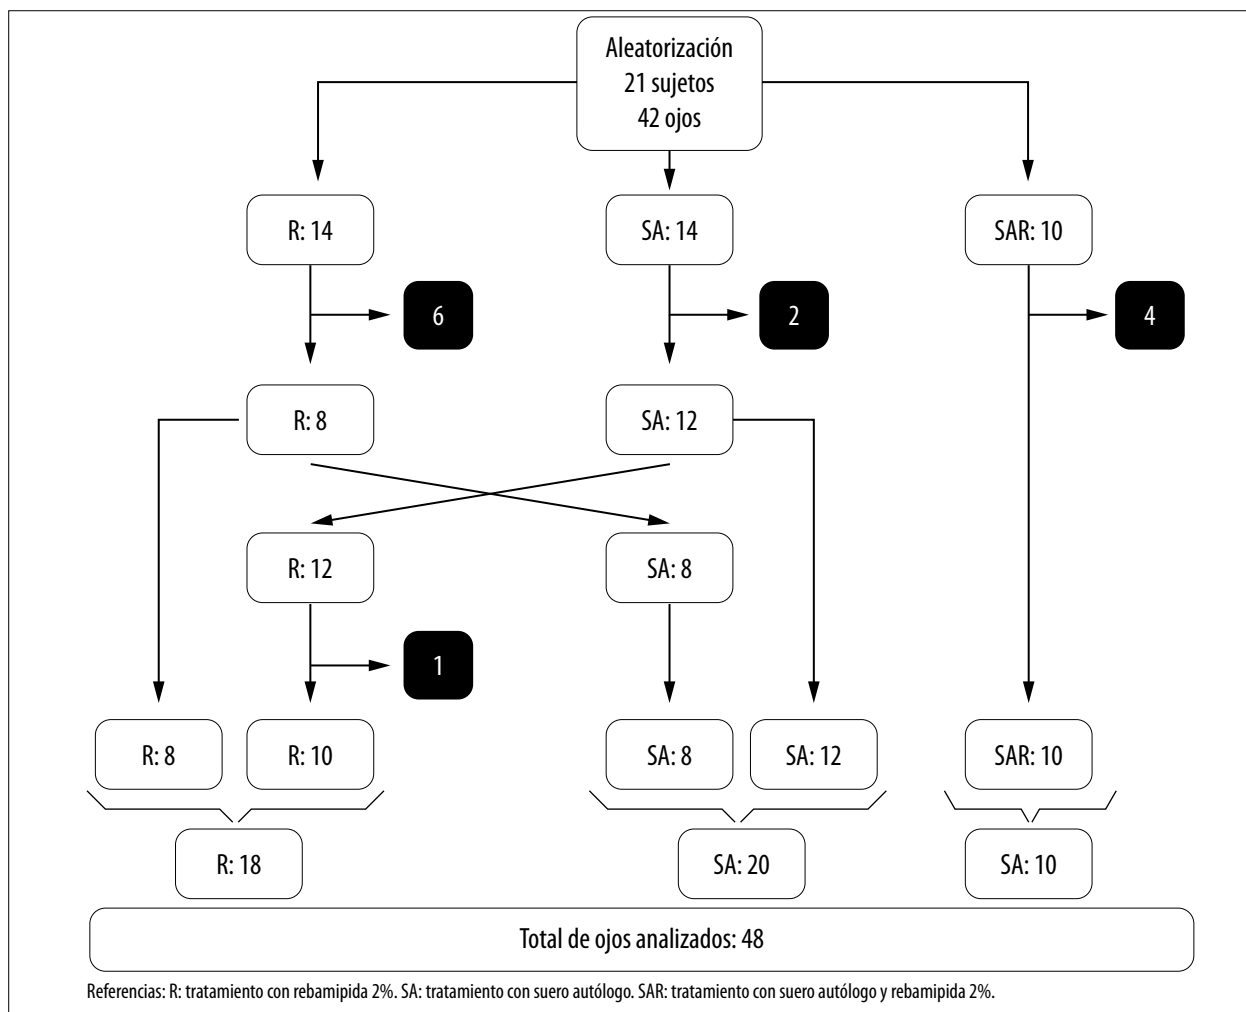 Aleatorización
21 sujetos
42 ojos
R: 14
SA: 14
SAR: 10
6
2
4
R: 8
SA: 12
R: 12
SA: 8
1
R: 8
R: 10
SA: 8
SA: 12
SAR: 10
R: 18
SA: 20
SA: 10
Total de ojos analizados: 48
Referencias: R: tratamiento con rebamipida 2%. SA: tratamiento con suero autólogo. SAR: tratamiento con suero autólogo y rebamipida 2%.